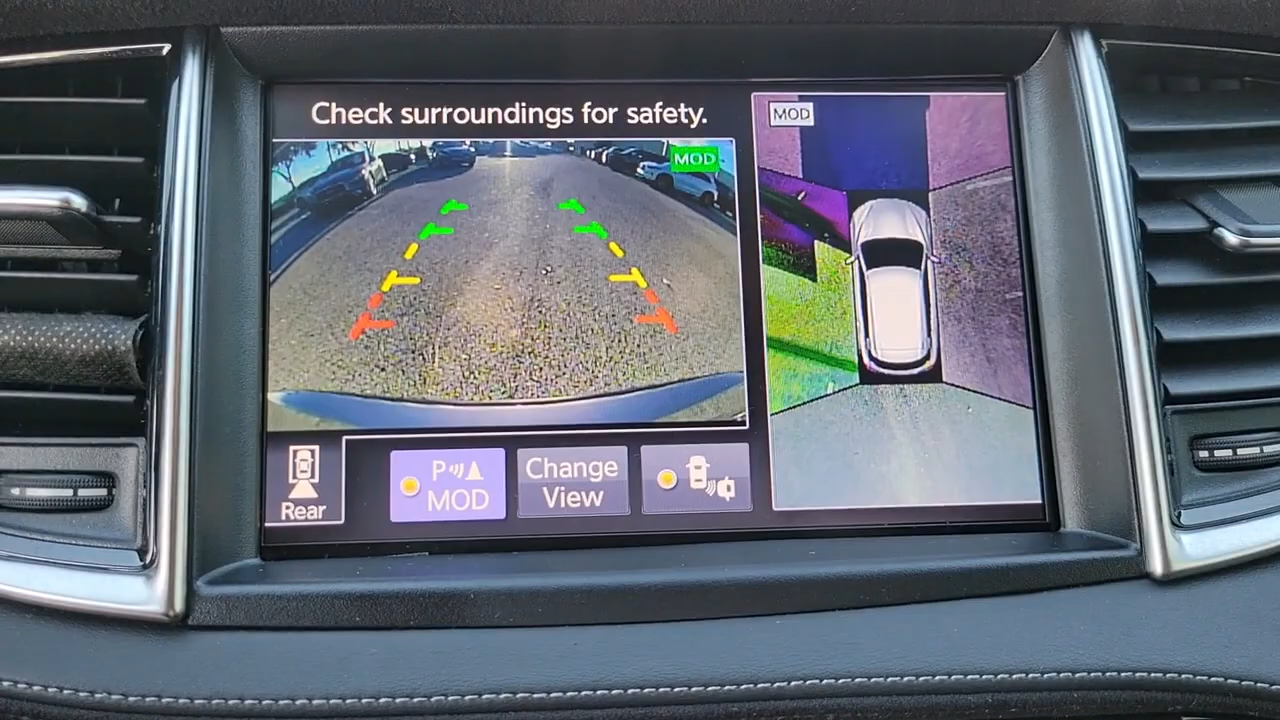 Check surroundings for safety.
MOD
MOD
Rear
P
MOD
Change
View